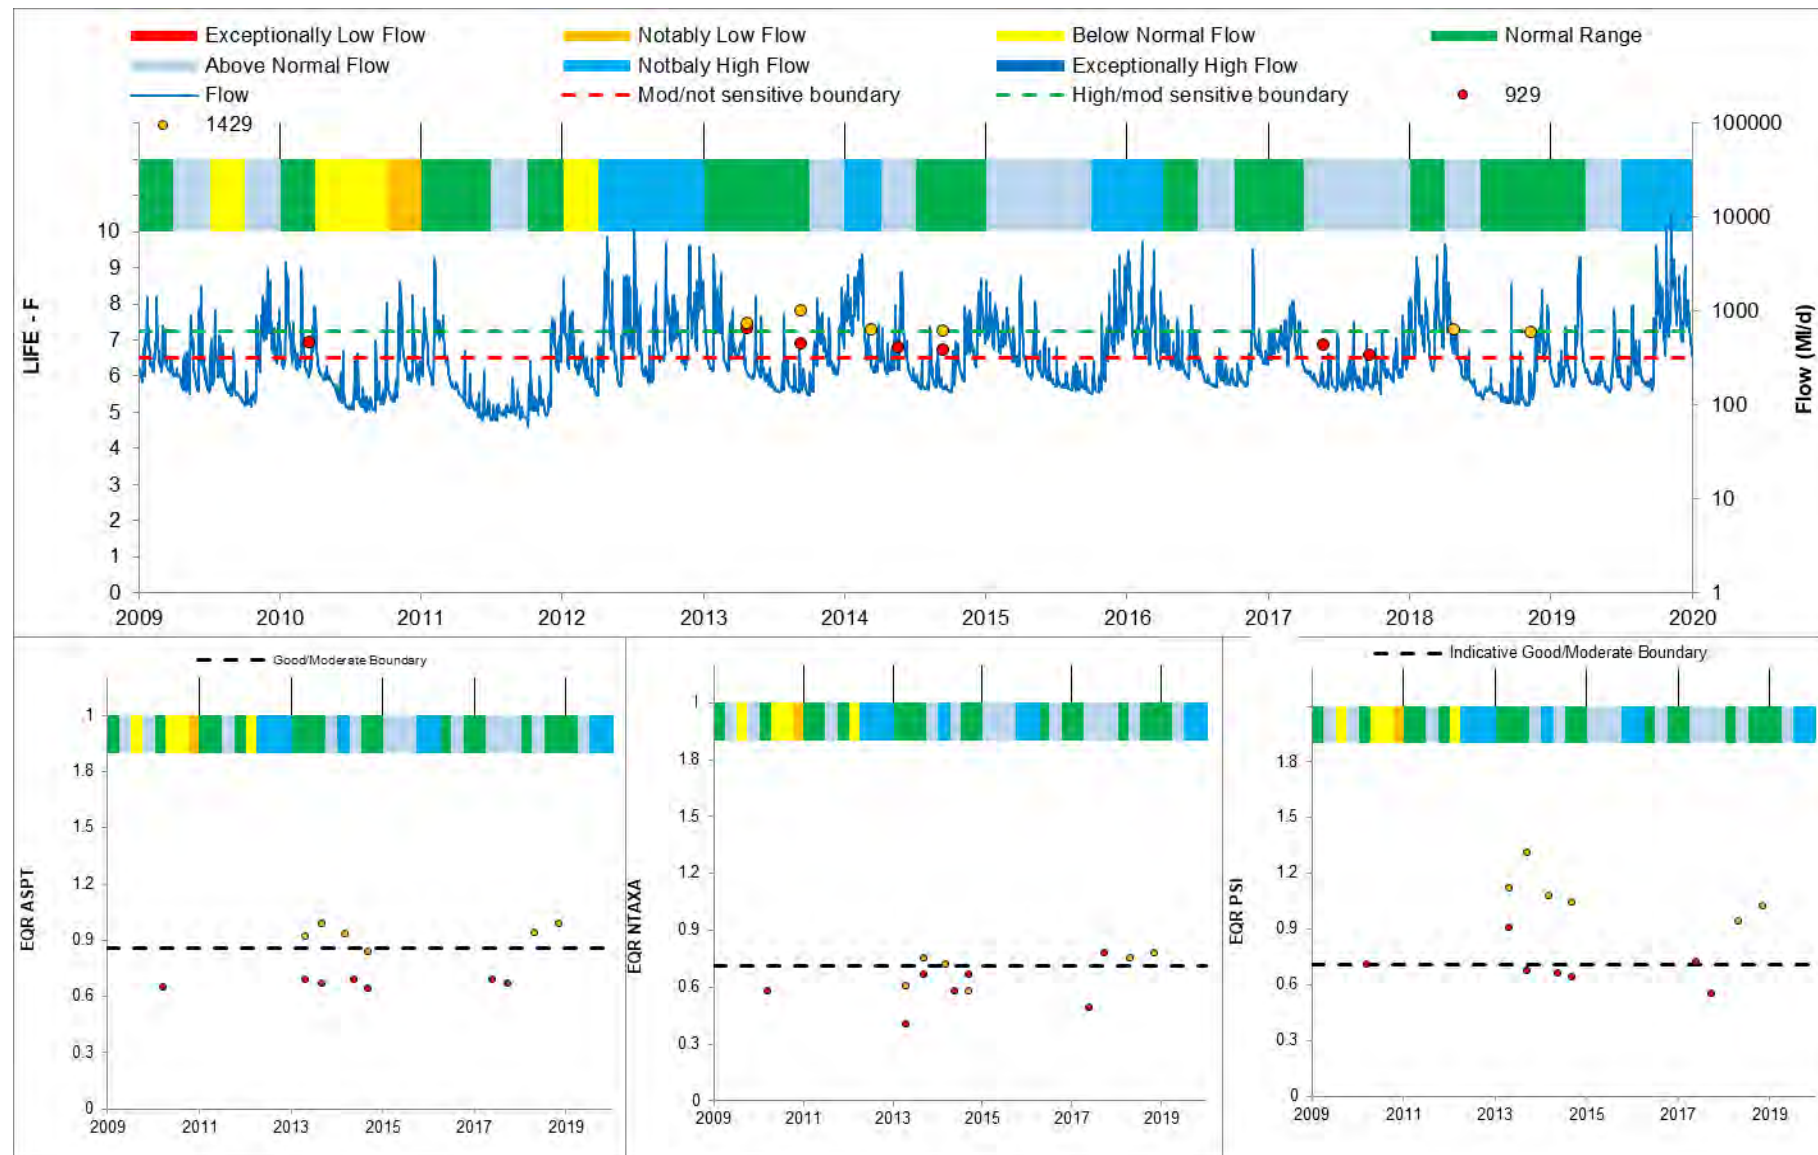 Exceptionally Low Flow Notably Low Flow Below Normal Flow Normal Range
Above Normal Flow Notbaly High Flow Exceptionally High Flow
Flow Mod/not sensitive boundary High/mod sensitive boundary 929
1429
LIFE - F
10
9
8
7
6
5
4
3
2
1
0
100000
10000
1000
100
10
1
Flow (Ml/d)
2009 2010 2011 2012 2013 2014 2015 2016 2017 2018 2019 2020
Good/Moderate Boundary
EQR ASPT
1
1.8
1.5
1.2
0.9
0.6
0.3
0
2009 2011 2013 2015 2017 2019
EQR NTAXA
1
1.8
1.5
1.2
0.9
0.6
0.3
0
2009 2011 2013 2015 2017 2019
Indicative Good/Moderate Boundary
EQR PSI
1.8
1.5
1.2
0.9
0.6
0.3
0
2009 2011 2013 2015 2017 2019